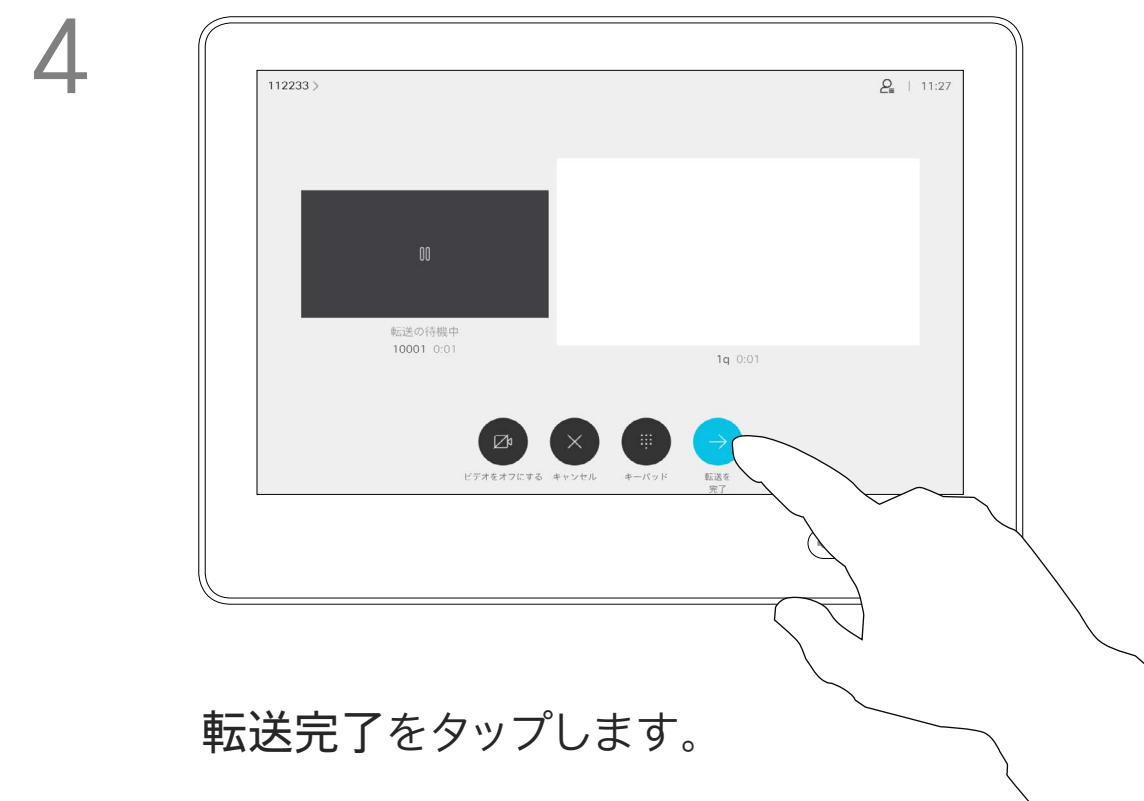 4
112233 >
11:27
転送の待機中
10001 0:01
1q 0:01
ビデオをオフにする キャンセル キーパッド 転送を
完了
転送完了をタップします。